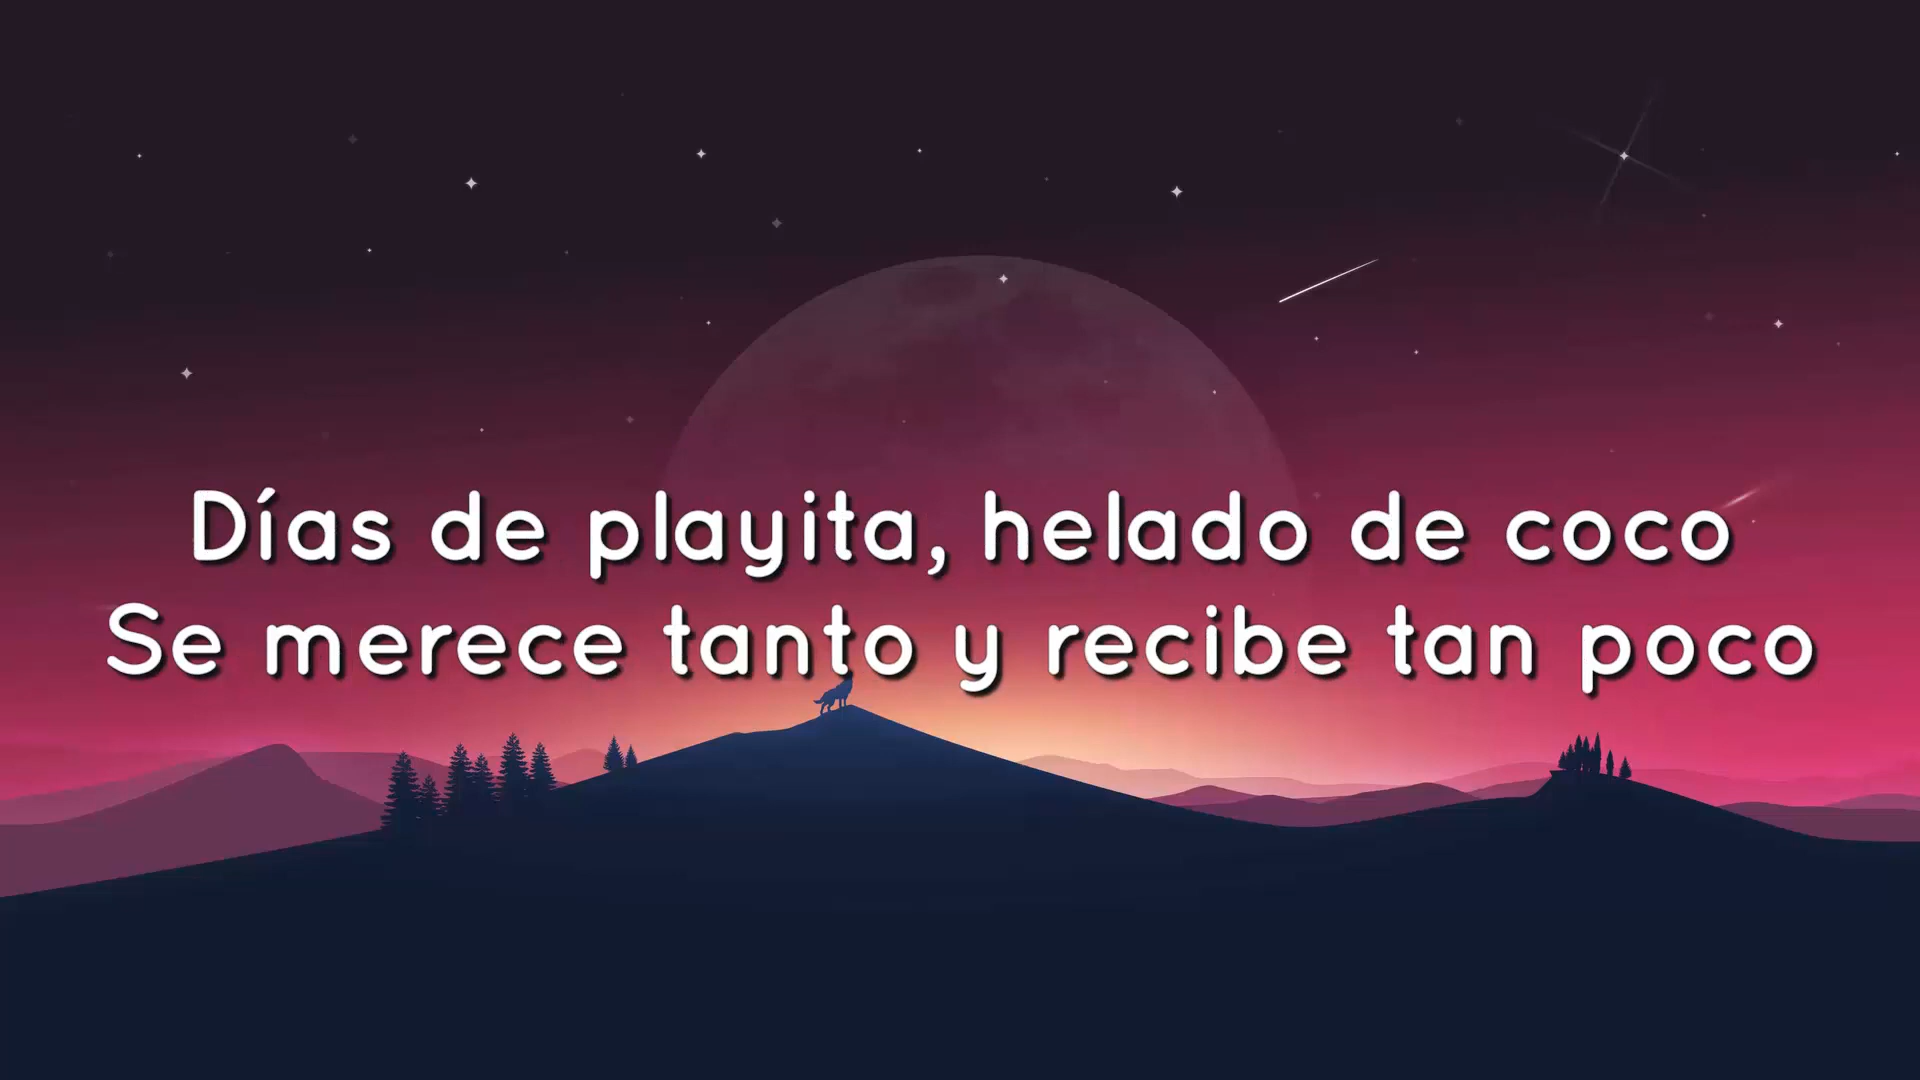 Días de playita, helado de coco
Se merece tanto y recibe tan poco